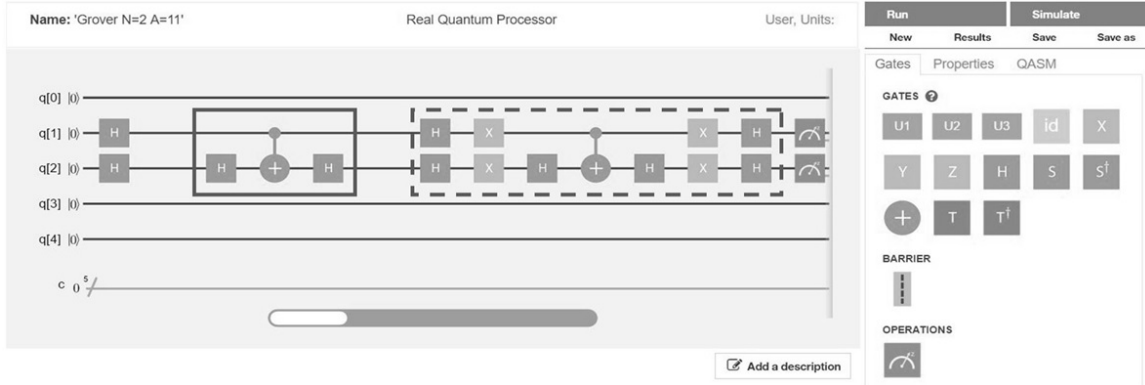 Name: 'Grover N=2 A=11' Real Quantum Processor User, Units:
Run Simulate
New Results Save Save as
Gates Properties QASM
GATES ?
U1 U2 U3 id X
Y Z H S S†
+ T T†
BARRIER
OPERATIONS
q[0] |0⟩
q[1] |0⟩ H H X X H
q[2] |0⟩ H H + H H X H + H X H
q[3] |0⟩
q[4] |0⟩
c 0 5
Add a description